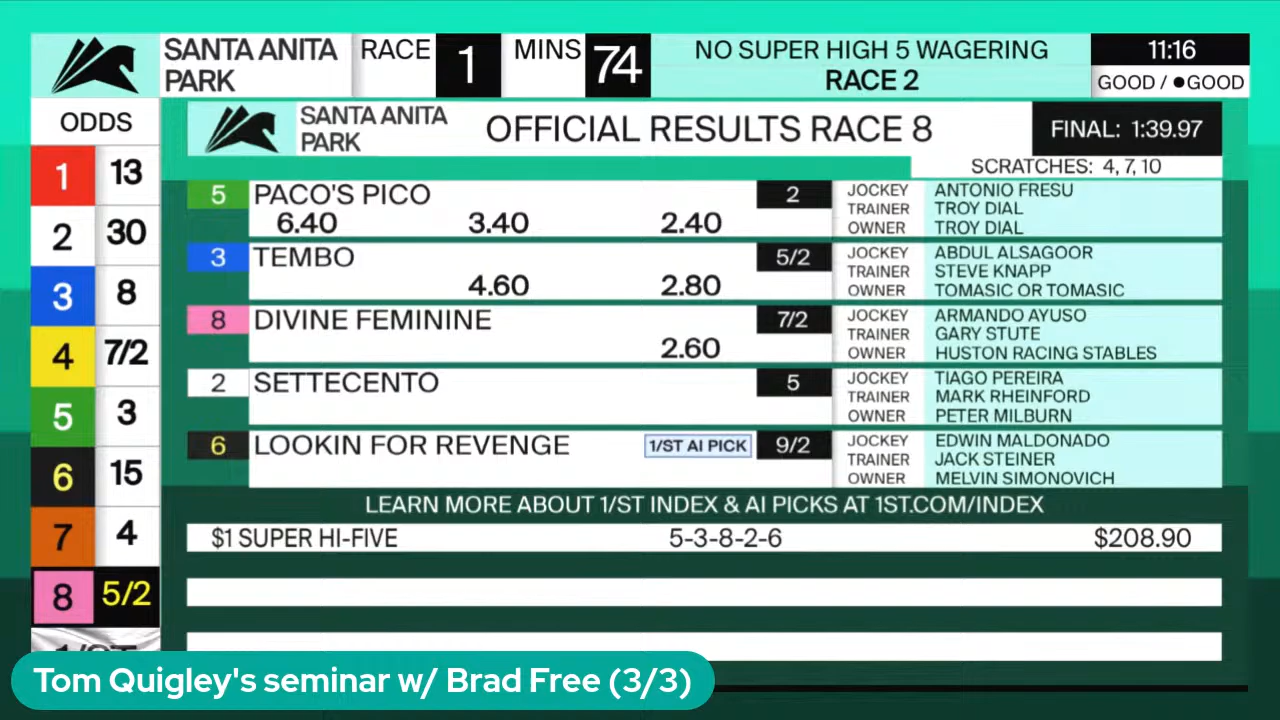 SANTA ANITA PARK RACE 1 MINS 74 NO SUPER HIGH 5 WAGERING RACE 2 11:16 GOOD / ●GOOD
ODDS
1 13
2 30
3 8
4 7/2
5 3
6 15
7 4
8 5/2
SANTA ANITA PARK OFFICIAL RESULTS RACE 8 FINAL: 1:39.97
SCRATCHES: 4, 7, 10
5 PACO'S PICO 2 JOCKEY ANTONIO FRESU
6.40 3.40 2.40 TRAINER TROY DIAL
OWNER TROY DIAL
3 TEMBO 5/2 JOCKEY ABDUL ALSAGOOR
4.60 2.80 TRAINER STEVE KNAPP
OWNER TOMASIC OR TOMASIC
8 DIVINE FEMININE 7/2 JOCKEY ARMANDO AYUSO
2.60 TRAINER GARY STUTE
OWNER HUSTON RACING STABLES
2 SETTECENTO 5 JOCKEY TIAGO PEREIRA
TRAINER MARK RHEINFORD
OWNER PETER MILBURN
6 LOOKIN FOR REVENGE 1/ST AI PICK 9/2 JOCKEY EDWIN MALDONADO
TRAINER JACK STEINER
OWNER MELVIN SIMONOVICH
LEARN MORE ABOUT 1/ST INDEX & AI PICKS AT 1ST.COM/INDEX
$1 SUPER HI-FIVE 5-3-8-2-6 $208.90
Tom Quigley's seminar w/ Brad Free (3/3)